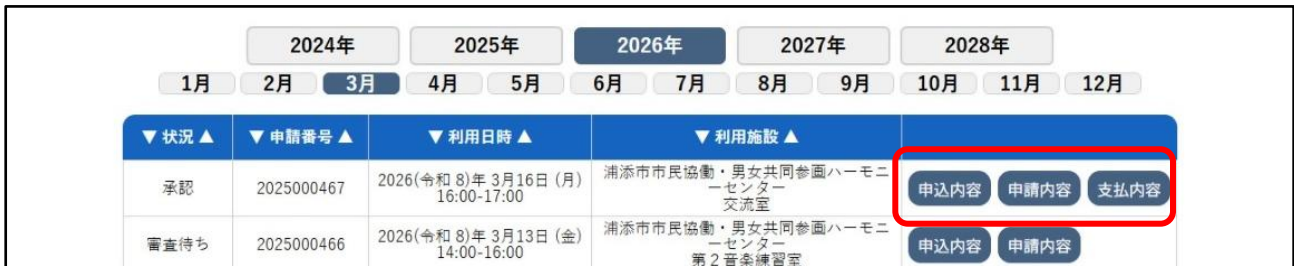 2024年 2025年 2026年 2027年 2028年
1月 2月 3月 4月 5月 6月 7月 8月 9月 10月 11月 12月
▼ 状況 ▲ ▼ 申請番号 ▲ ▼ 利用日時 ▲ ▼ 利用施設 ▲
承認 2025000467 2026(令和 8)年 3月16日 (月)
16:00-17:00 浦添市市民協働・男女共同参画ハーモニ
ーセンター
交流室 申込内容 申請内容 支払内容
審査待ち 2025000466 2026(令和 8)年 3月13日 (金)
14:00-16:00 浦添市市民協働・男女共同参画ハーモニ
ーセンター
第２音楽練習室 申込内容 申請内容